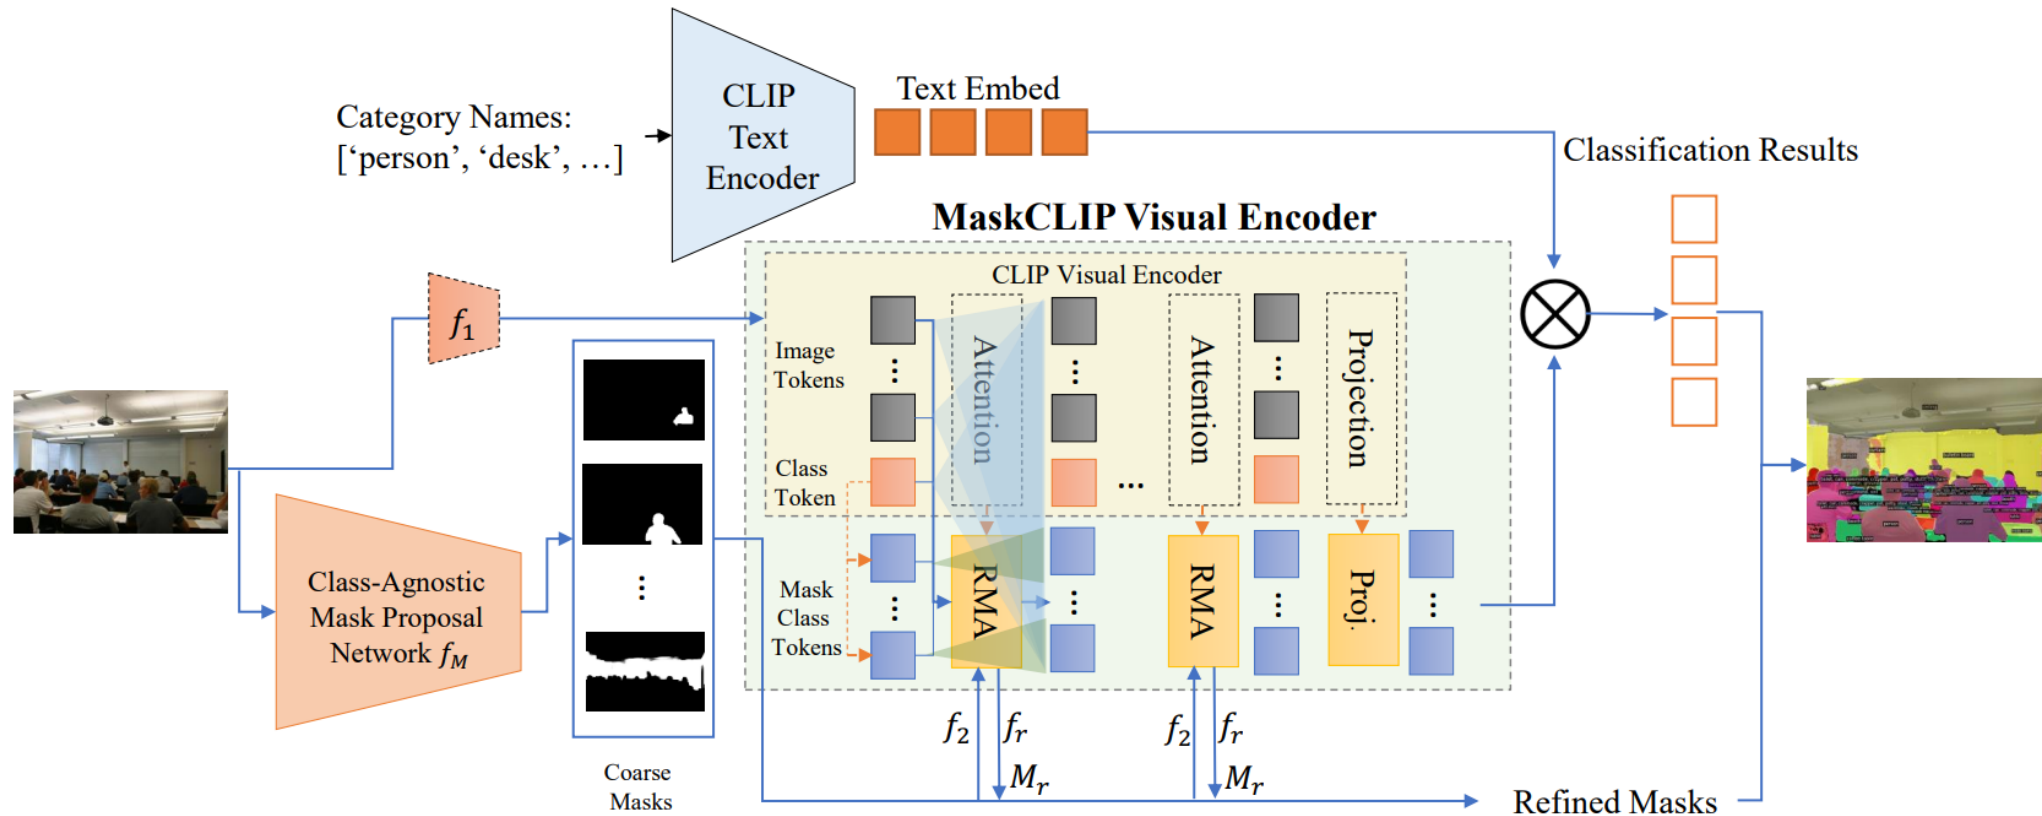 CLIP
Text
Encoder
Text Embed
Category Names:
[‘person’, ‘desk’, …]
Classification Results
MaskCLIP Visual Encoder
CLIP Visual Encoder
f1
Image
Tokens
...
Attention
...
...
Attention
...
Projection
Class
Token
...
Class-Agnostic
Mask Proposal
Network fM
...
Mask
Class
Tokens
...
RMA
...
RMA
...
Proj.
...
f2
fr
f2
fr
Coarse
Masks
Mr
Mr
Refined Masks